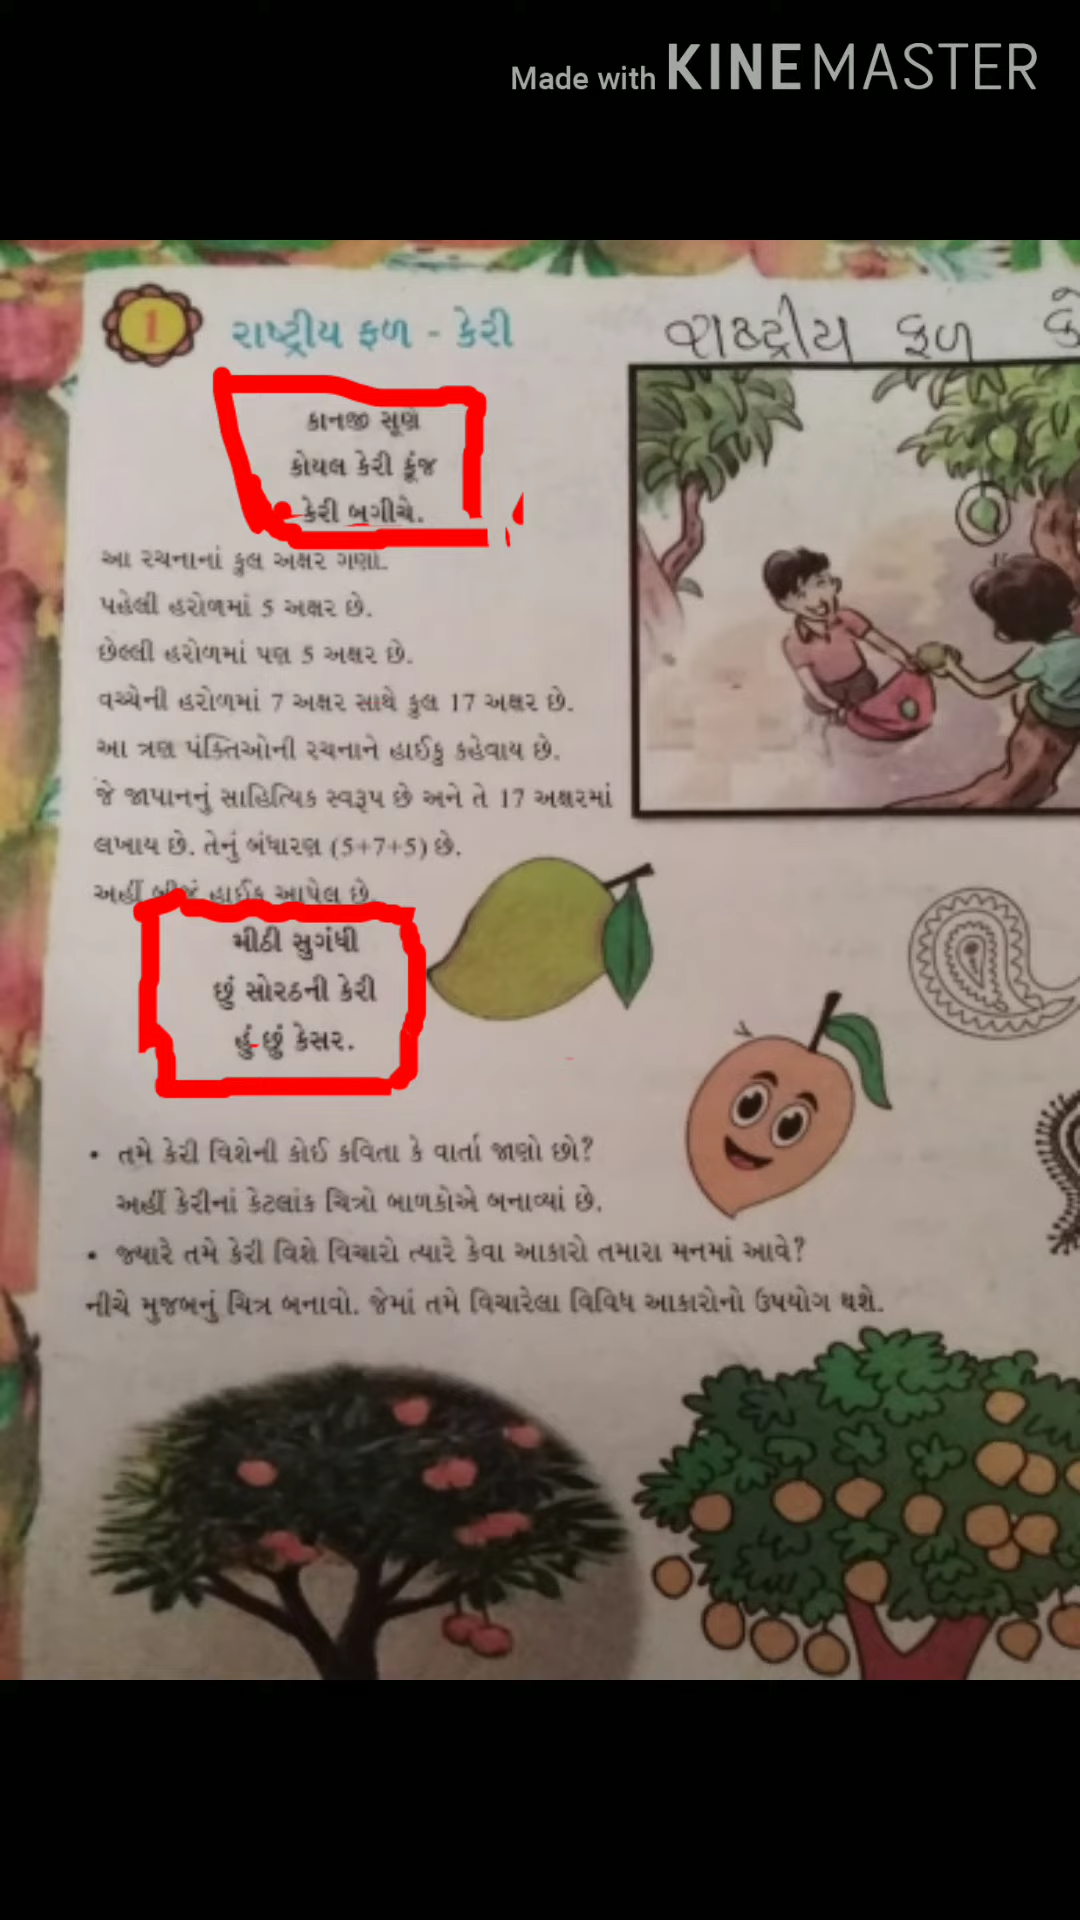 Made with KINEMASTER
1
રાષ્ટ્રીય ફળ - કેરી
રાષ્ટ્રીય ફળ
કાનજી સૂણે
કોયલ કેરી કૂંજ
કેરી બગીચે.
આ રચનાનાં કુલ અક્ષર ગણો.
પહેલી હરોળમાં 5 અક્ષર છે.
છેલ્લી હરોળમાં પણ 5 અક્ષર છે.
વચ્ચેની હરોળમાં 7 અક્ષર સાથે કુલ 17 અક્ષર છે.
આ ત્રણ પંક્તિઓની રચનાને હાઈકુ કહેવાય છે.
જે જાપાનનું સાહિત્યિક સ્વરૂપ છે અને તે 17 અક્ષરમાં
લખાય છે. તેનું બંધારણ (5+7+5) છે.
અહીં બીજું હાઈકુ આપેલ છે.
મીઠી સુગંધી
છું સોરઠની કેરી
હું છું કેસર.
• તમે કેરી વિશેની કોઈ કવિતા કે વાર્તા જાણો છો?
અહીં કેરીનાં કેટલાંક ચિત્રો બાળકોએ બનાવ્યાં છે.
• જ્યારે તમે કેરી વિશે વિચારો ત્યારે કેવા આકારો તમારા મનમાં આવે?
નીચે મુજબનું ચિત્ર બનાવો. જેમાં તમે વિચારેલા વિવિધ આકારોનો ઉપયોગ થશે.